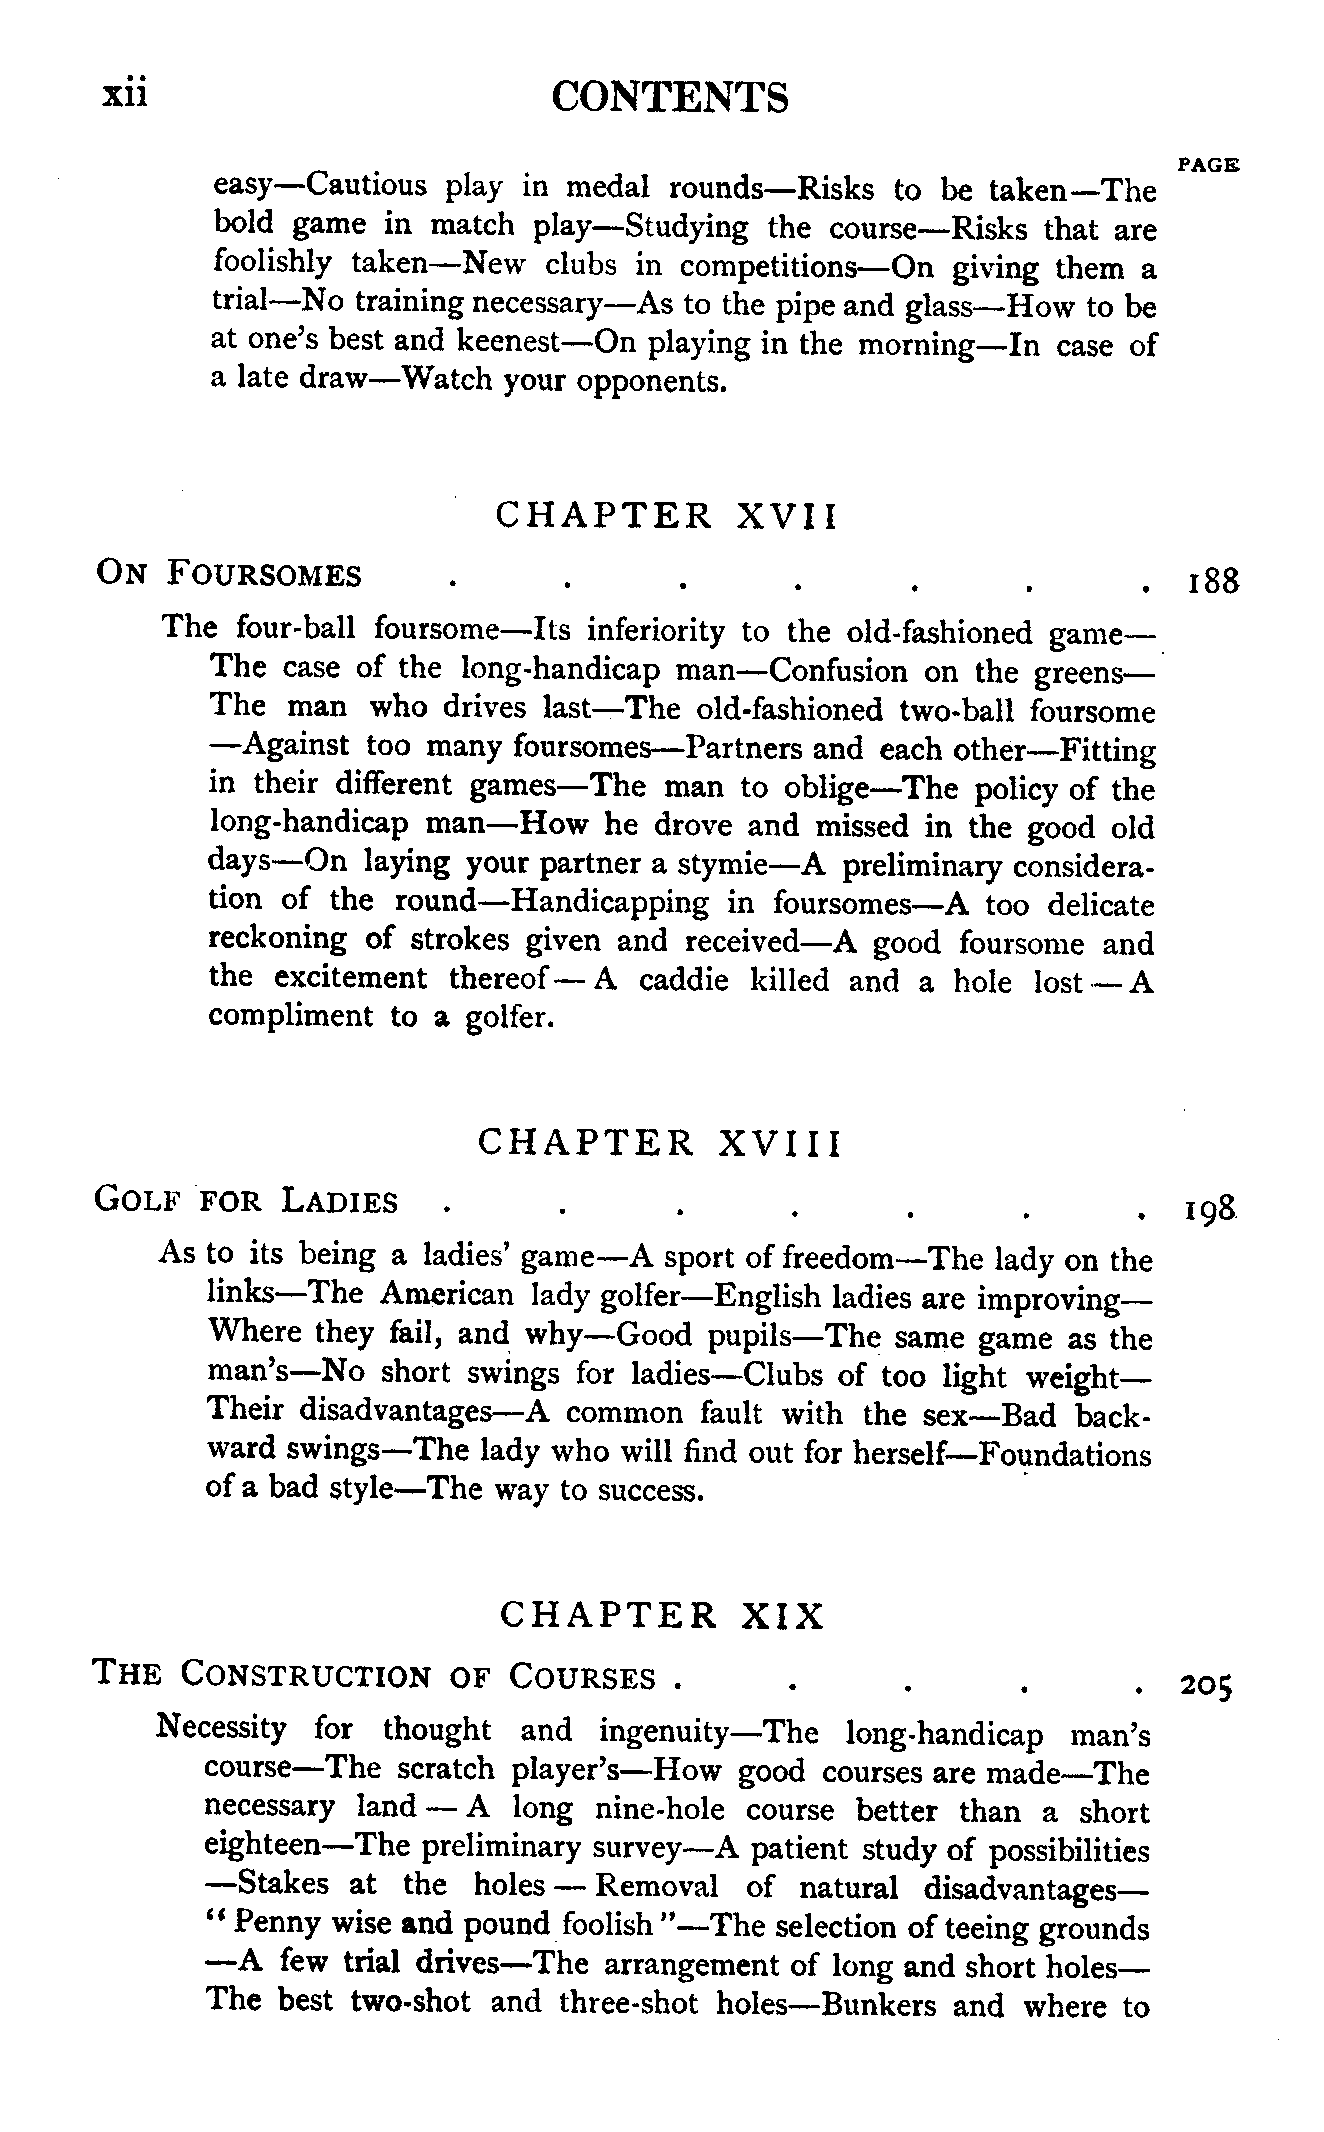 xii CONTENTS
PAGE
easy—Cautious play in medal rounds—Risks to be taken—The
bold game in match play—Studying the course—Risks that are
foolishly taken—New clubs in competitions—On giving them a
trial—No training necessary—As to the pipe and glass—How to be
at one's best and keenest—On playing in the morning—In case of
a late draw—Watch your opponents.
CHAPTER XVII
ON FOURSOMES . . . . . . . 188
The four-ball foursome—Its inferiority to the old-fashioned game—
The case of the long-handicap man—Confusion on the greens—
The man who drives last—The old-fashioned two-ball foursome
—Against too many foursomes—Partners and each other—Fitting
in their different games—The man to oblige—The policy of the
long-handicap man—How he drove and missed in the good old
days—On laying your partner a stymie—A preliminary considera-
tion of the round—Handicapping in foursomes—A too delicate
reckoning of strokes given and received—A good foursome and
the excitement thereof—A caddie killed and a hole lost—A
compliment to a golfer.
CHAPTER XVIII
GOLF FOR LADIES . . . . . . . 198
As to its being a ladies' game—A sport of freedom—The lady on the
links—The American lady golfer—English ladies are improving—
Where they fail, and why—Good pupils—The same game as the
man's—No short swings for ladies—Clubs of too light weight—
Their disadvantages—A common fault with the sex—Bad back-
ward swings—The lady who will find out for herself—Foundations
of a bad style—The way to success.
CHAPTER XIX
THE CONSTRUCTION OF COURSES . . . . . 205
Necessity for thought and ingenuity—The long-handicap man's
course—The scratch player's—How good courses are made—The
necessary land—A long nine-hole course better than a short
eighteen—The preliminary survey—A patient study of possibilities
—Stakes at the holes—Removal of natural disadvantages—
"Penny wise and pound foolish"—The selection of teeing grounds
—A few trial drives—The arrangement of long and short holes—
The best two-shot and three-shot holes—Bunkers and where to